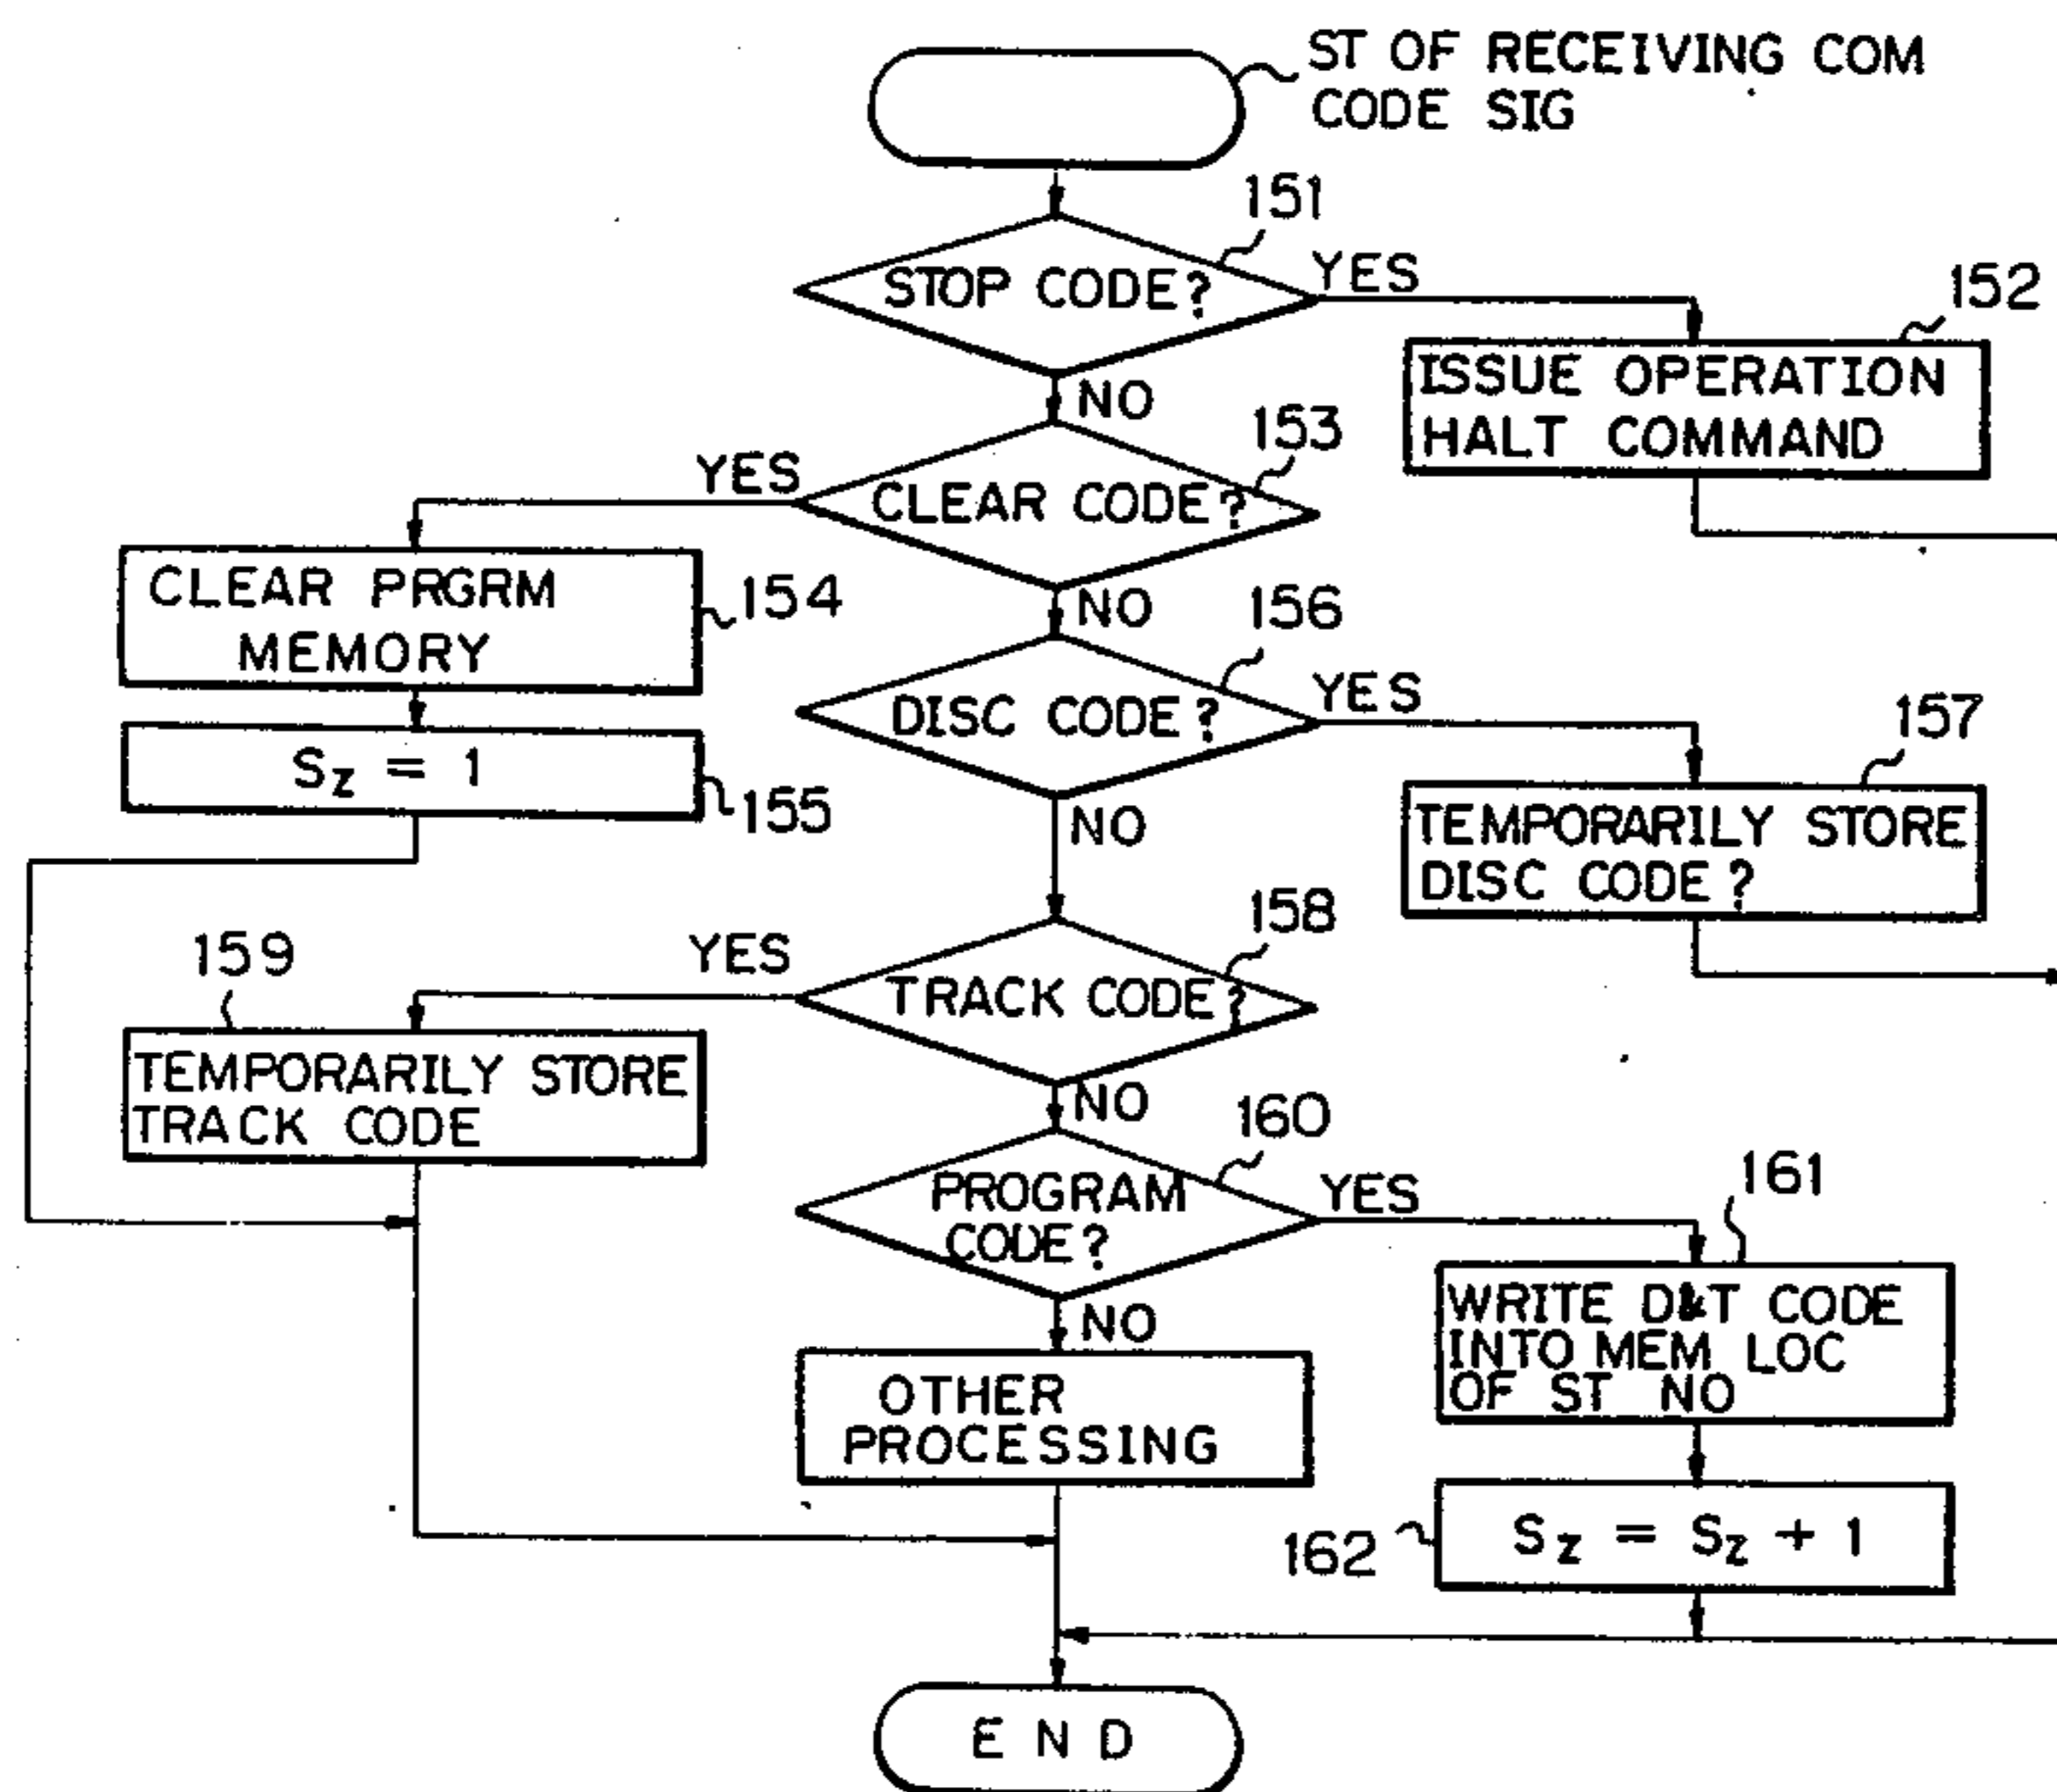 ST OF RECEIVING COM
CODE SIG
151
STOP CODE?
YES
152
ISSUE OPERATION
HALT COMMAND
NO
153
YES
CLEAR CODE?
CLEAR PRGRM
MEMORY
154
NO
156
DISC CODE?
YES
157
Sz = 1
155
TEMPORARILY STORE
DISC CODE?
NO
158
159
YES
TRACK CODE?
TEMPORARILY STORE
TRACK CODE
NO
160
PROGRAM
CODE?
YES
161
WRITE D&T CODE
INTO MEM LOC
OF ST NO
NO
OTHER
PROCESSING
162
Sz = Sz + 1
END